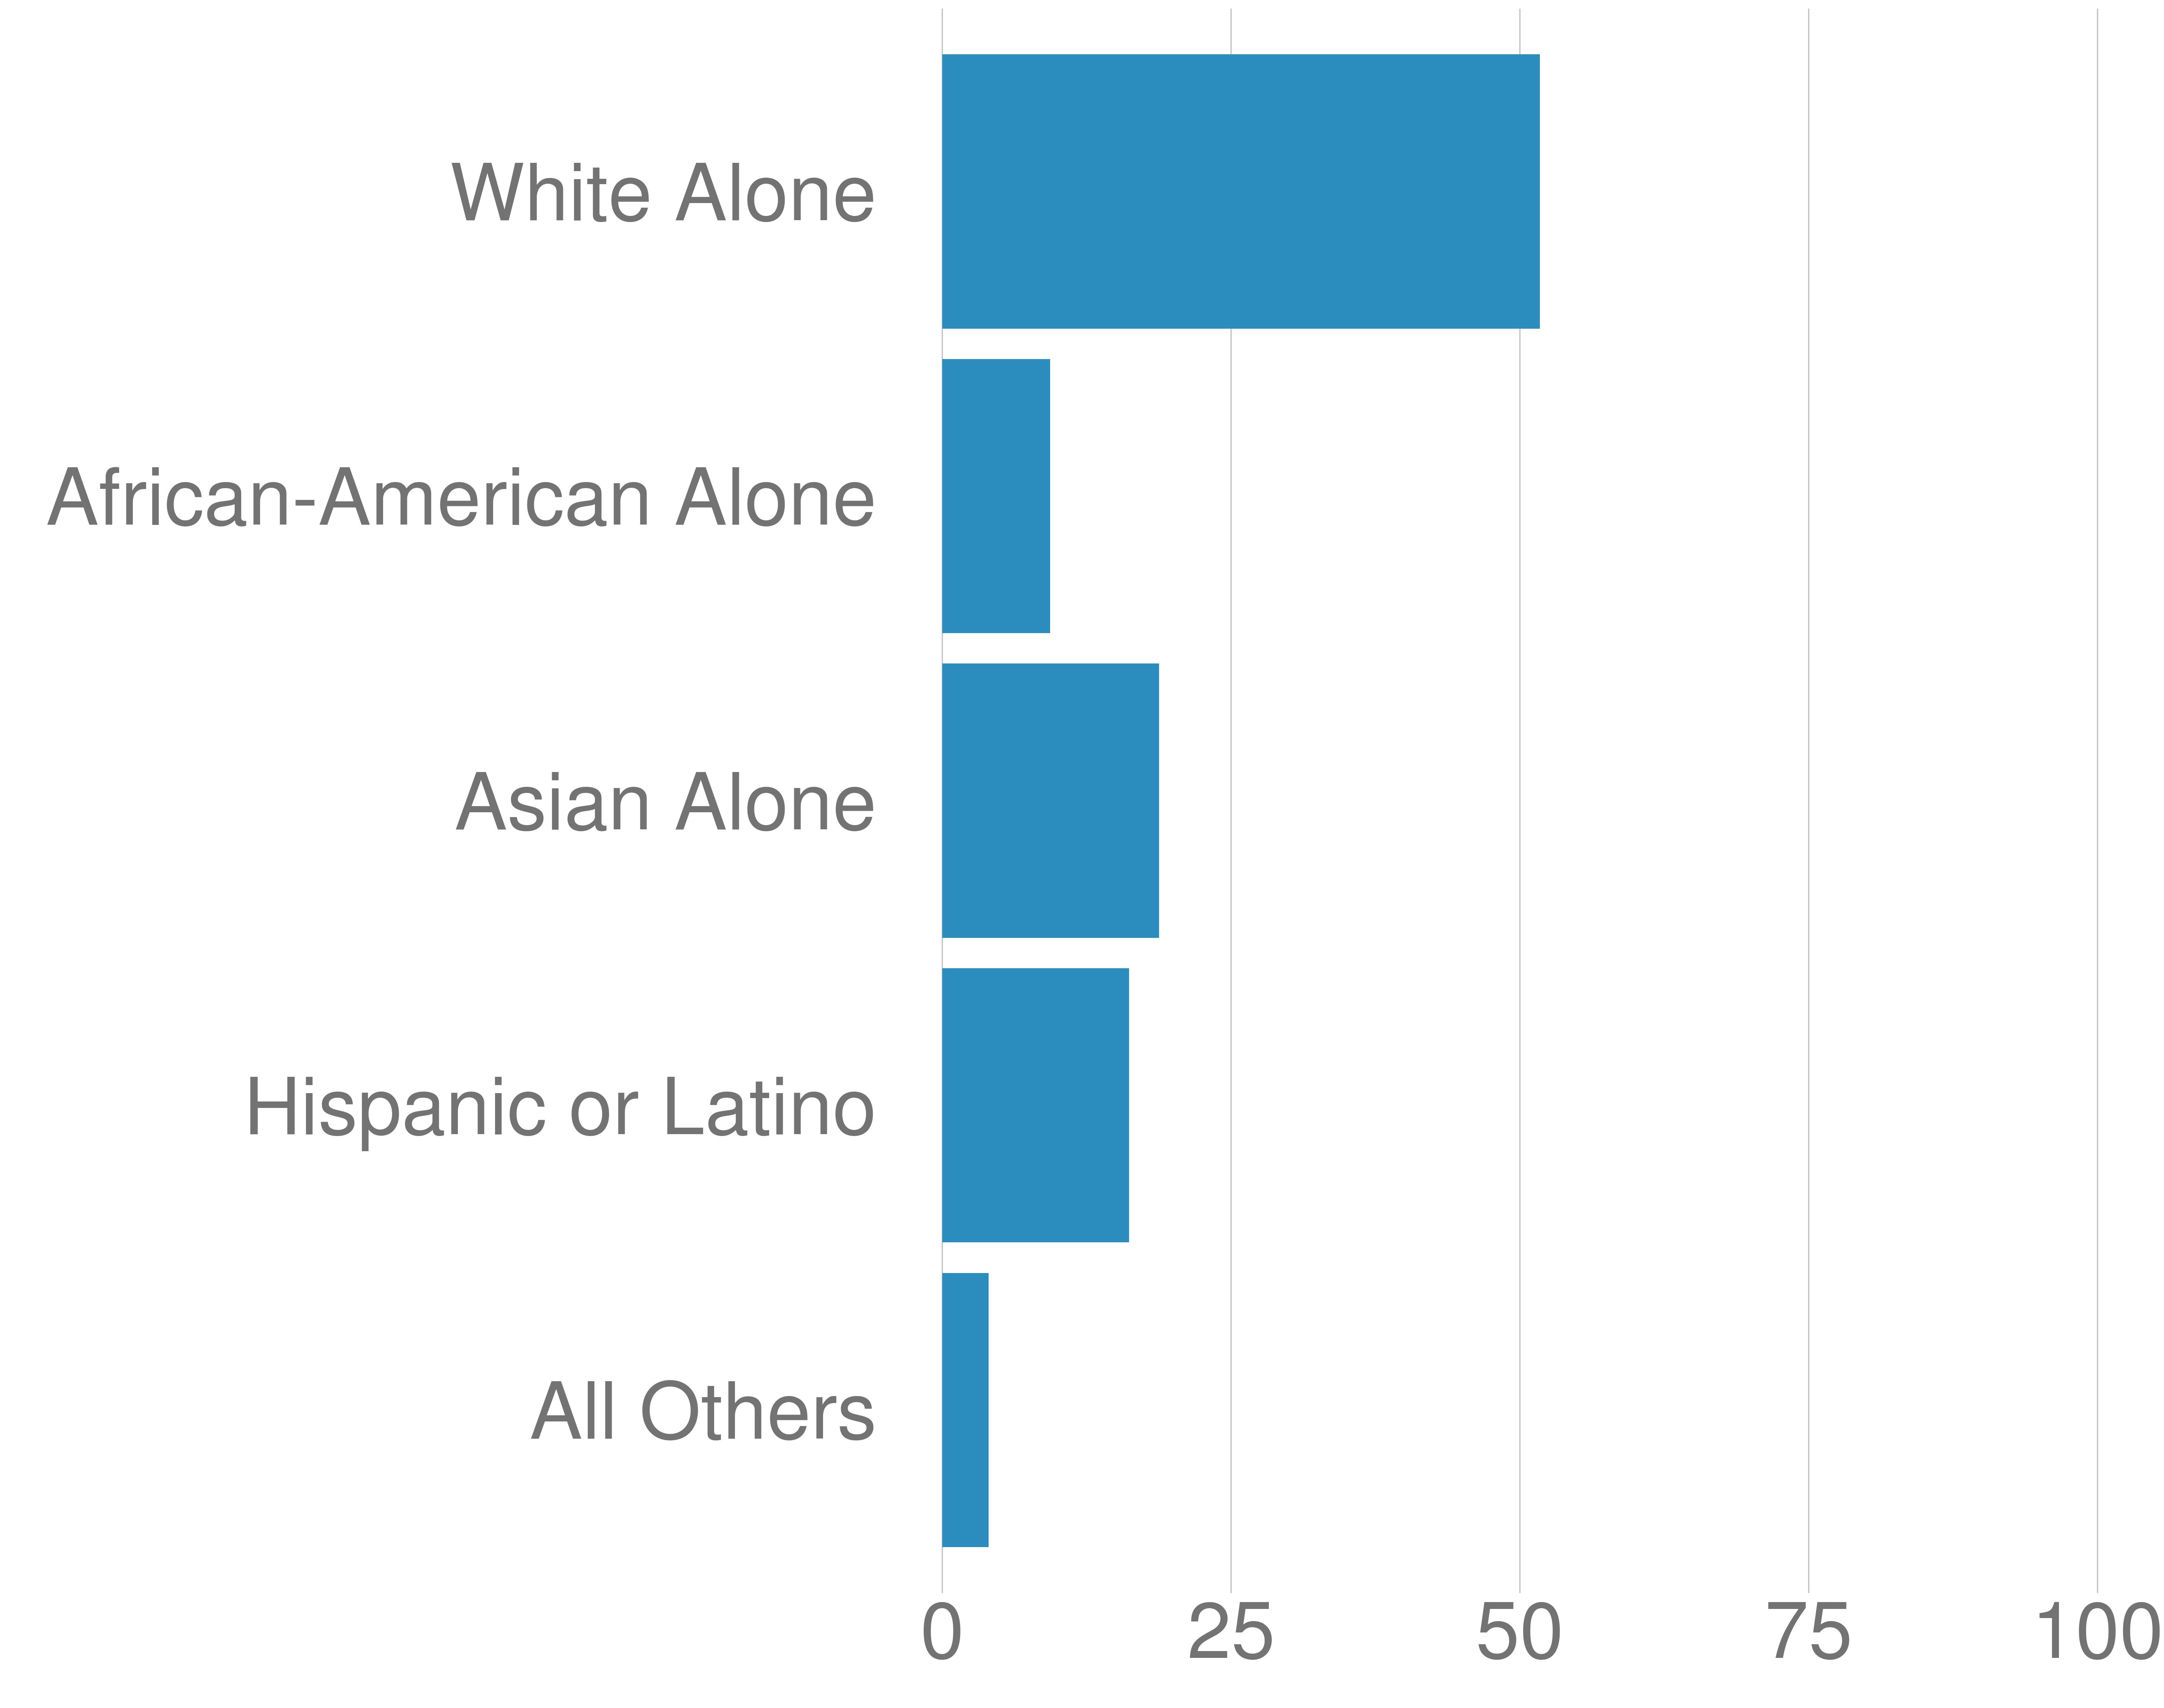 White Alone
African-American Alone
Asian Alone
Hispanic or Latino
All Others
0 25 50 75 100